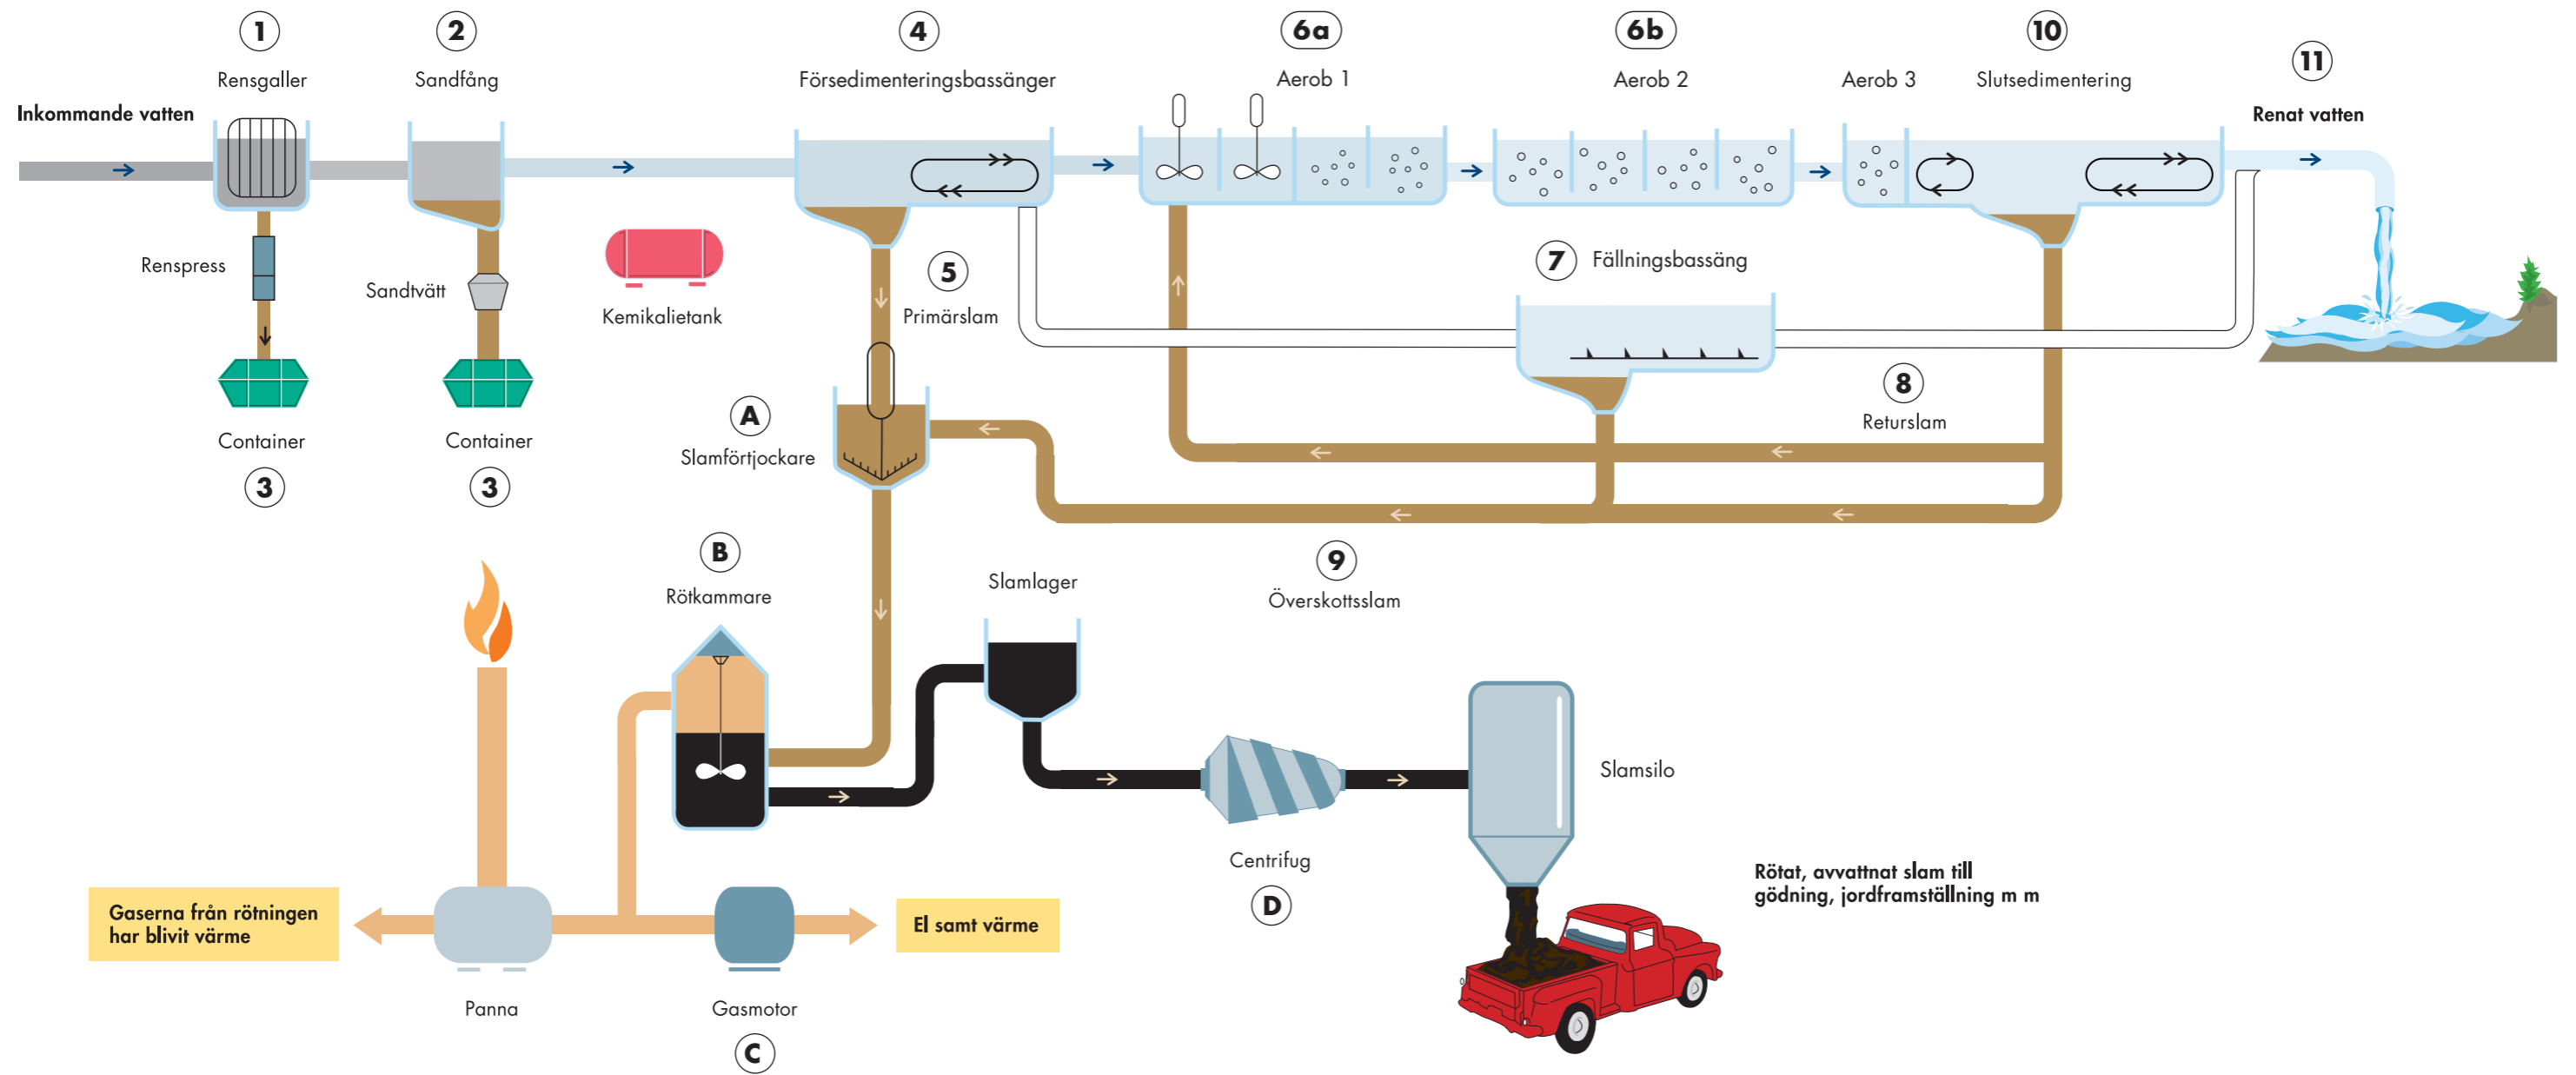 1
2
4
6a
6b
10
11
Rensgaller
Sandfång
Försedimenteringsbassänger
Aerob 1
Aerob 2
Aerob 3
Slutsedimentering
Inkommande vatten
Renat vatten
Renspress
Sandtvätt
Kemikalietank
5
Primärslam
7
Fällningsbassäng
8
Returslam
A
Slamförtjockare
Container
3
Container
3
B
Rötkammare
Slamlager
9
Överskottsslam
Slamsilo
Centrifug
D
Rötat, avvattnat slam till
gödning, jordframställning m m
Gaserna från rötningen
har blivit värme
El samt värme
Panna
Gasmotor
C